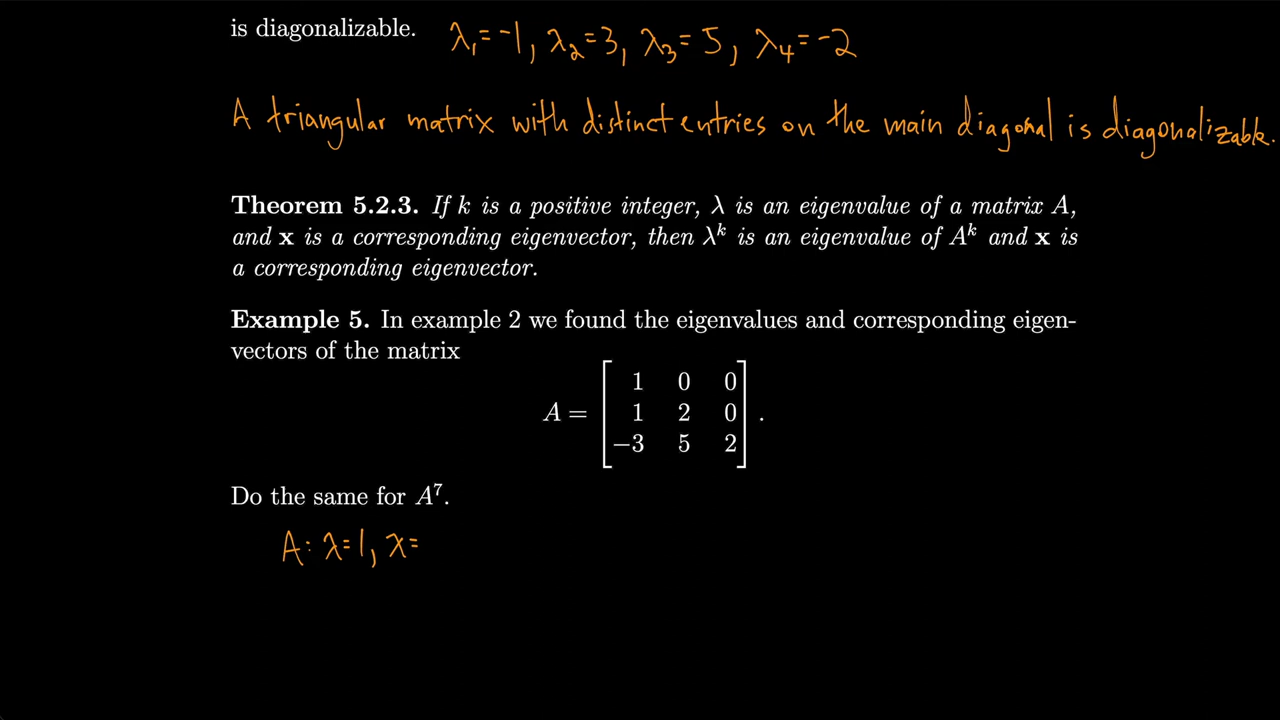 is diagonalizable. λ₁=-1, λ₂=3, λ₃=5, λ₄=-2
A triangular matrix with distinct entries on the main diagonal is diagonalizable.
Theorem 5.2.3. If k is a positive integer, λ is an eigenvalue of a matrix A,
and x is a corresponding eigenvector, then λᵏ is an eigenvalue of Aᵏ and x is
a corresponding eigenvector.
Example 5. In example 2 we found the eigenvalues and corresponding eigen-
vectors of the matrix
A = [ 1 0 0
1 2 0
−3 5 2 ] .
Do the same for A⁷.
A: λ=1, λ=